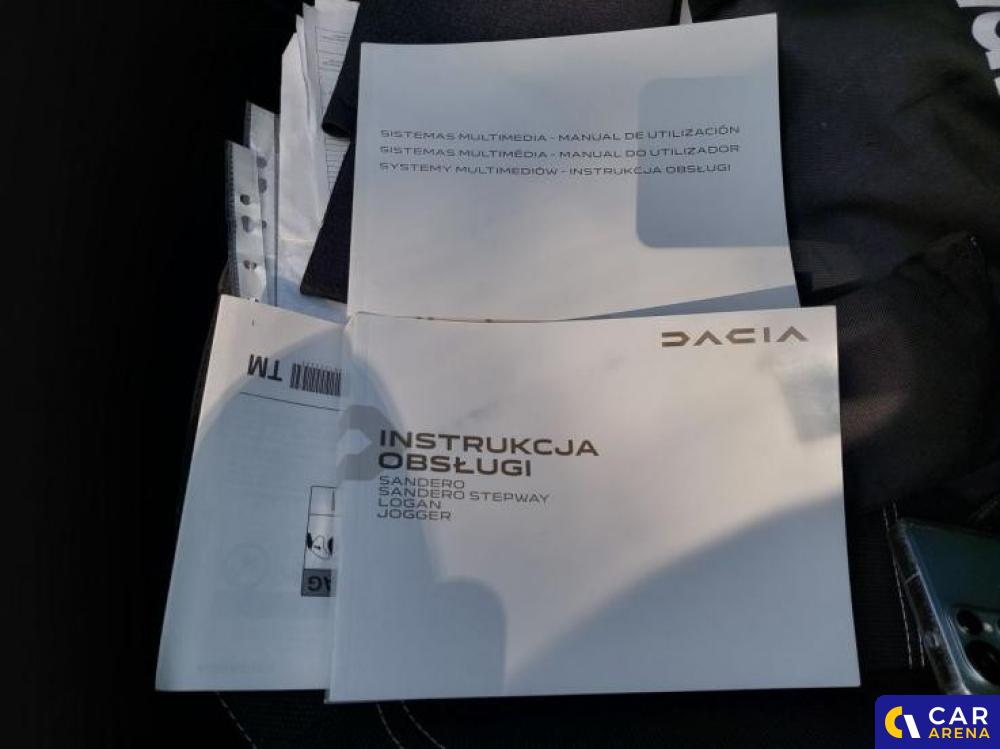 SISTEMAS MULTIMEDIA - MANUAL DE UTILIZACIÓN
SISTEMAS MULTIMÉDIA - MANUAL DO UTILIZADOR
SYSTEMY MULTIMEDIÓW - INSTRUKCJA OBSŁUGI
DACIA
TM
INSTRUKCJA
OBSŁUGI
SANDERO
SANDERO STEPWAY
LOGAN
JOGGER
CAR
ARENA